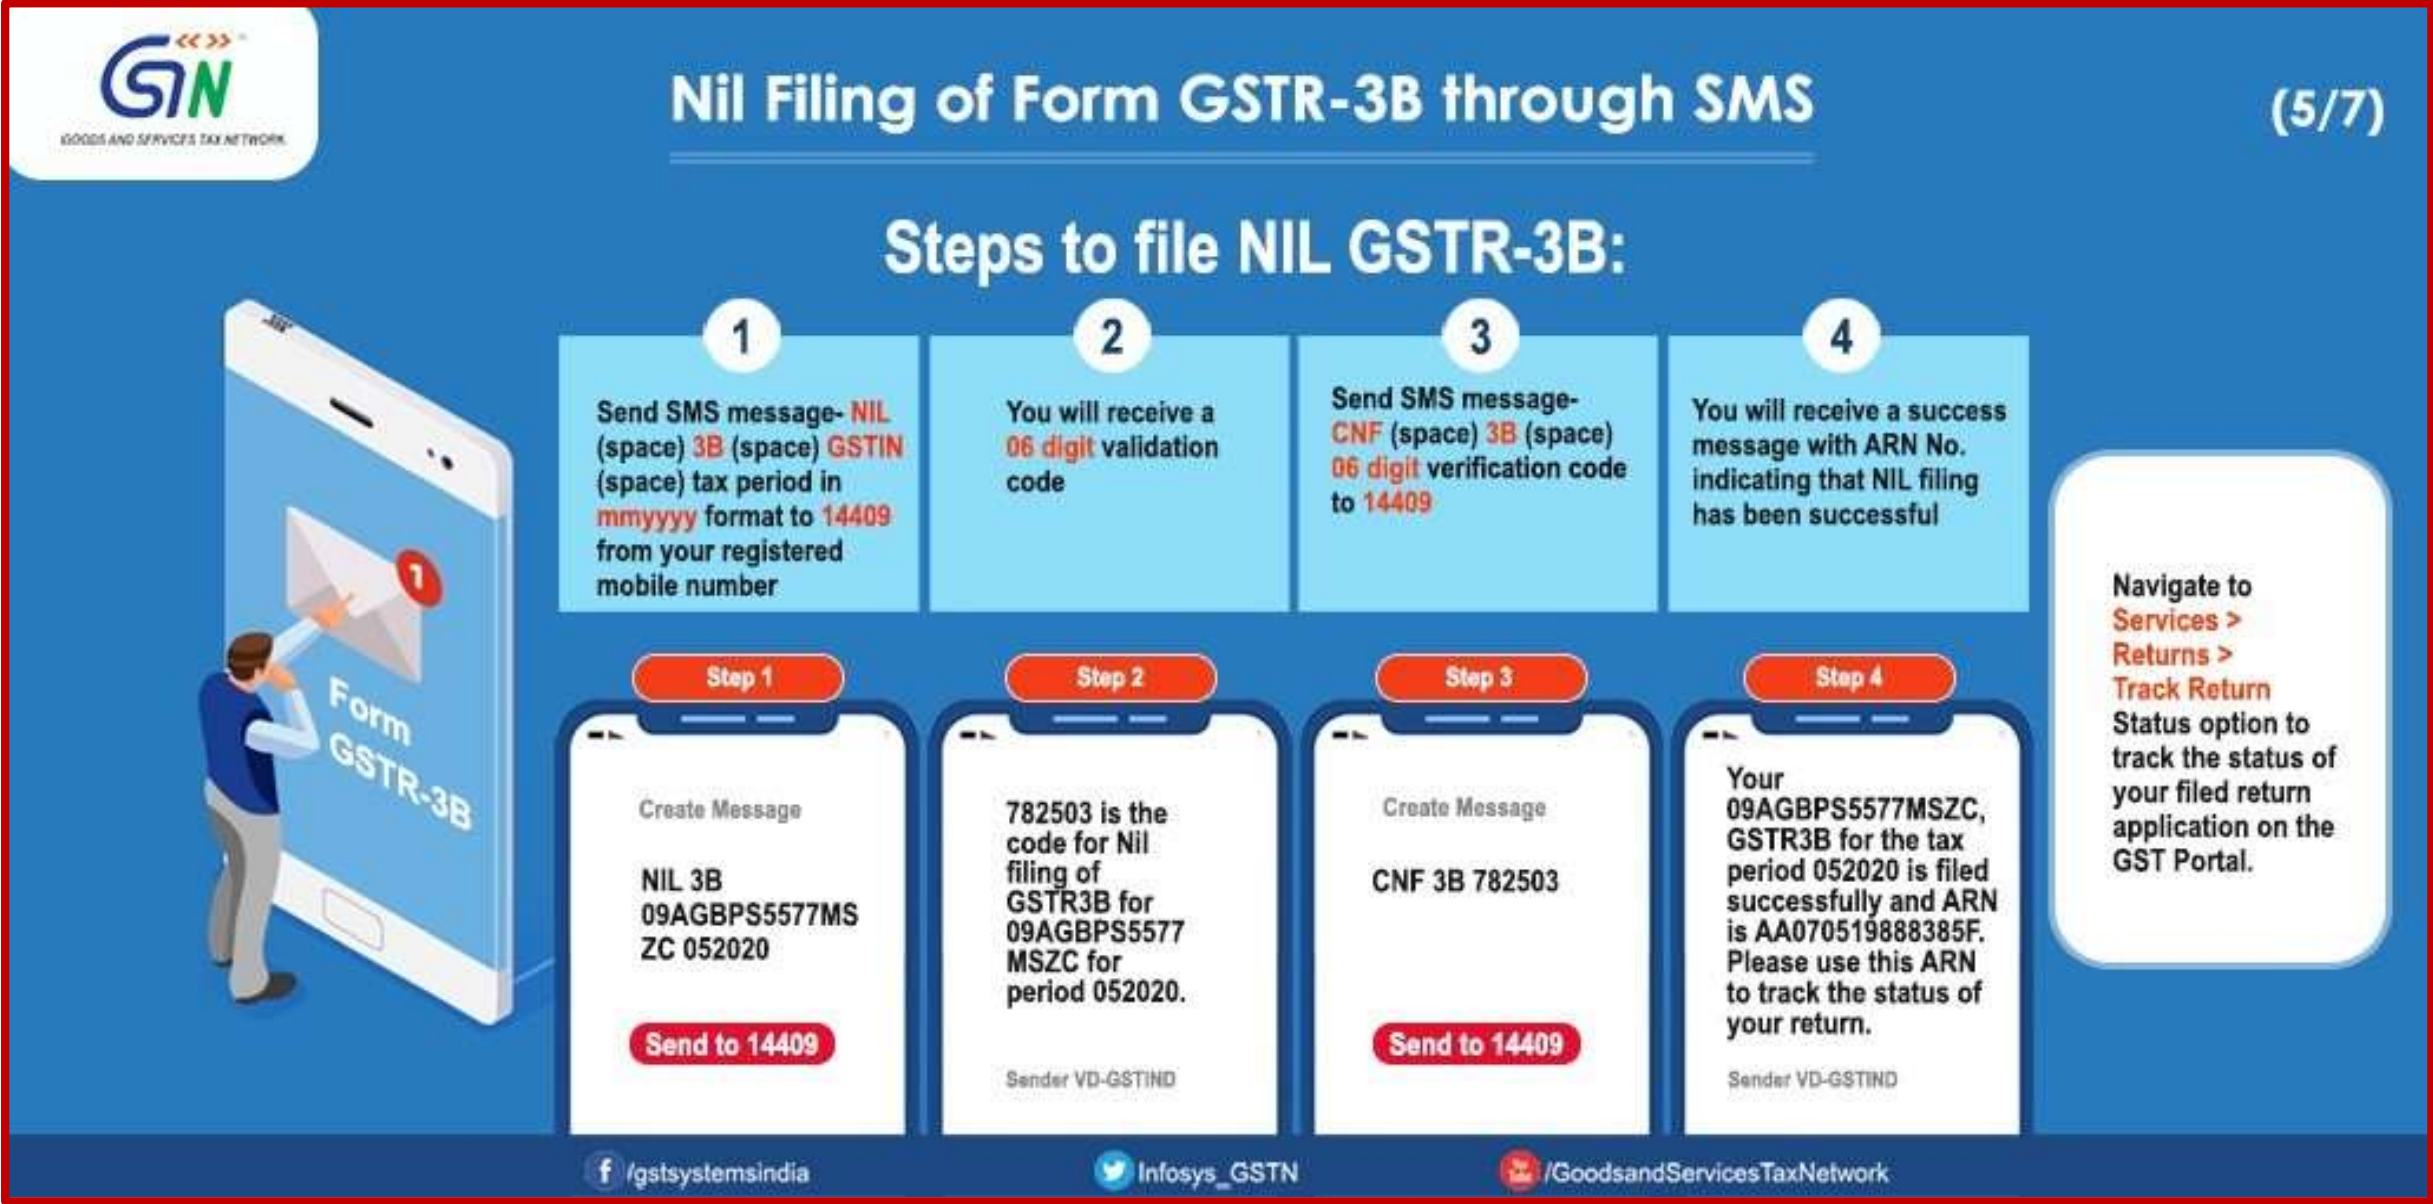 GSTN
GOODS AND SERVICES TAX NETWORK
Nil Filing of Form GSTR-3B through SMS
(5/7)
Steps to file NIL GSTR-3B:
1
Send SMS message- NIL
(space) 3B (space) GSTIN
(space) tax period in
mmyyyy format to 14409
from your registered
mobile number
2
You will receive a
06 digit validation
code
3
Send SMS message-
CNF (space) 3B (space)
06 digit verification code
to 14409
4
You will receive a success
message with ARN No.
indicating that NIL filing
has been successful
1
Form
GSTR-3B
Step 1
Create Message
NIL 3B
09AGBPS5577MS
ZC 052020
Send to 14409
Step 2
782503 is the
code for Nil
filing of
GSTR3B for
09AGBPS5577
MSZC for
period 052020.
Sender VD-GSTIND
Step 3
Create Message
CNF 3B 782503
Send to 14409
Step 4
Your
09AGBPS5577MSZC,
GSTR3B for the tax
period 052020 is filed
successfully and ARN
is AA070519888385F.
Please use this ARN
to track the status of
your return.
Sender VD-GSTIND
Navigate to
Services >
Returns >
Track Return
Status option to
track the status of
your filed return
application on the
GST Portal.
f /gstsystemsindia
Infosys_GSTN
/GoodsandServicesTaxNetwork